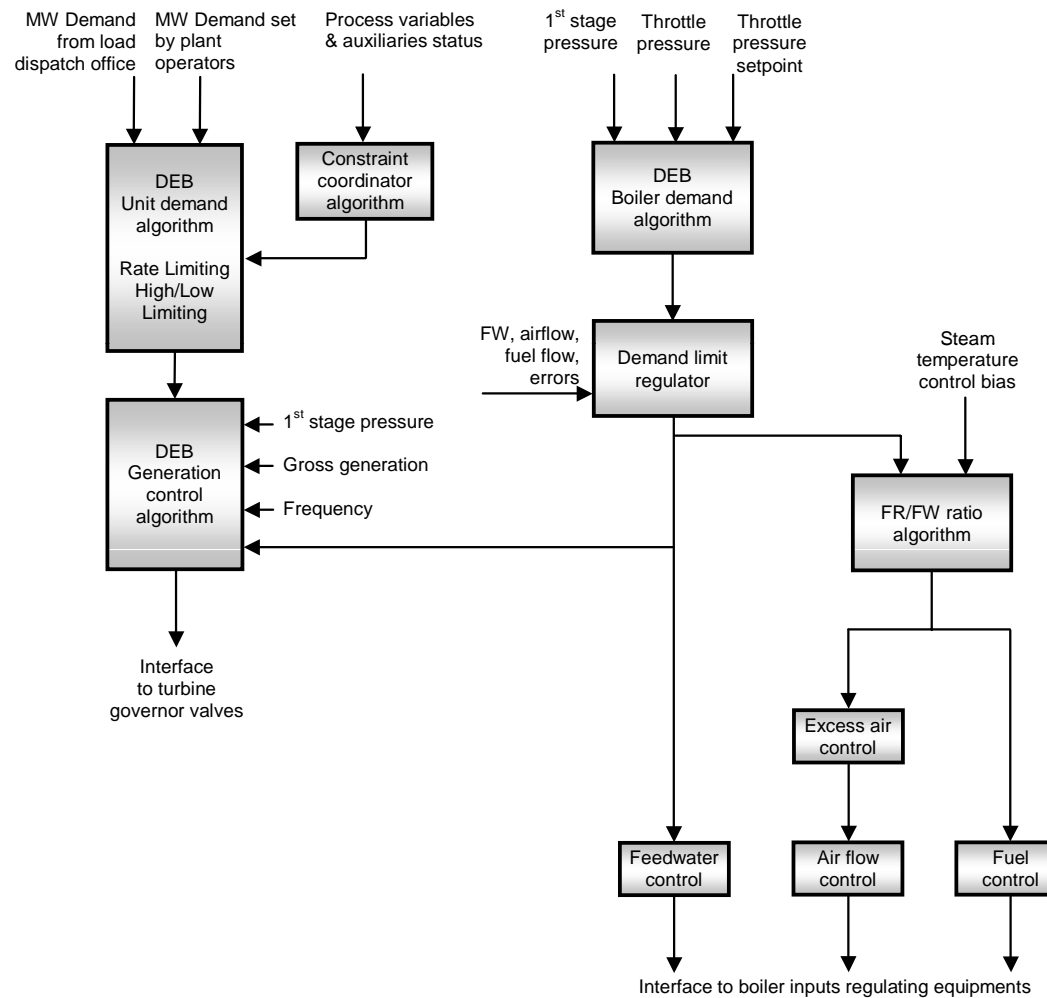 MW Demand
from load
dispatch office
MW Demand set
by plant
operators
Process variables
& auxiliaries status
1st stage
pressure
Throttle
pressure
Throttle
pressure
setpoint
DEB
Unit demand
algorithm
Rate Limiting
High/Low
Limiting
Constraint
coordinator
algorithm
DEB
Boiler demand
algorithm
FW, airflow,
fuel flow,
errors
Demand limit
regulator
Steam
temperature
control bias
DEB
Generation
control
algorithm
1st stage pressure
Gross generation
Frequency
FR/FW ratio
algorithm
Interface
to turbine
governor valves
Excess air
control
Feedwater
control
Air flow
control
Fuel
control
Interface to boiler inputs regulating equipments